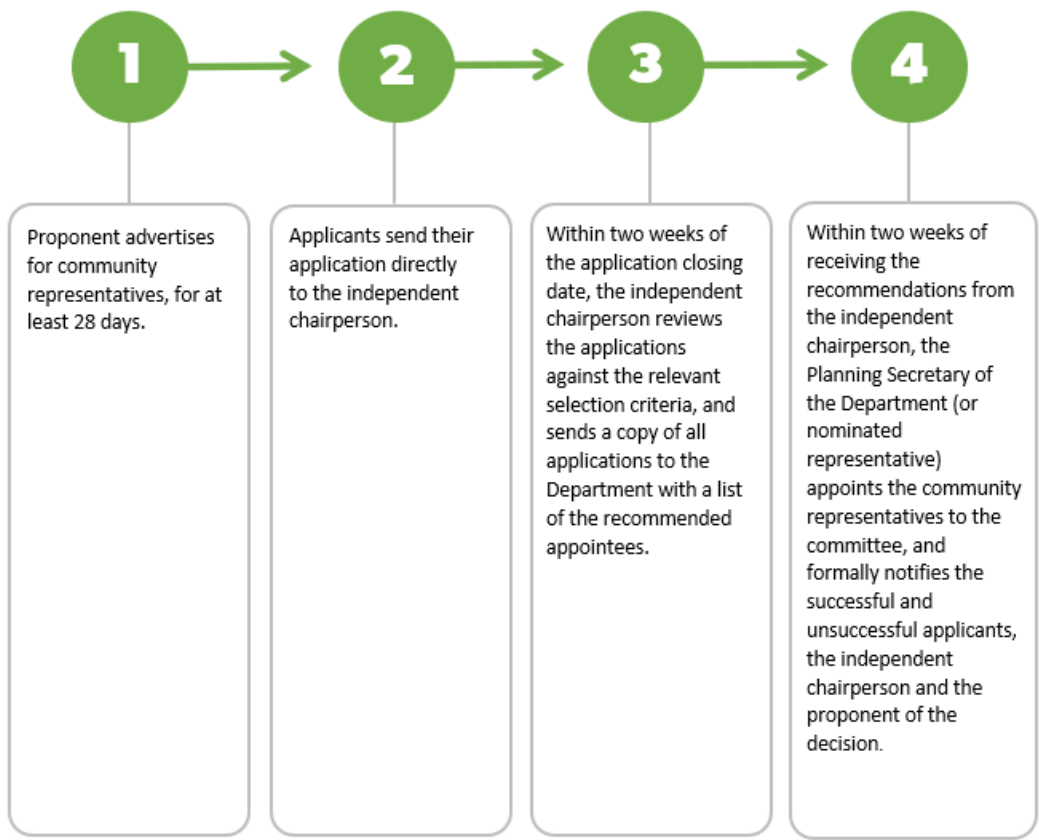 1
2
3
4
Proponent advertises
for community
representatives, for at
least 28 days.
Applicants send their
application directly
to the independent
chairperson.
Within two weeks of
the application closing
date, the independent
chairperson reviews
the applications
against the relevant
selection criteria, and
sends a copy of all
applications to the
Department with a list
of the recommended
appointees.
Within two weeks of
receiving the
recommendations from
the independent
chairperson, the
Planning Secretary of
the Department (or
nominated
representative)
appoints the community
representatives to the
committee, and
formally notifies the
successful and
unsuccessful applicants,
the independent
chairperson and the
proponent of the
decision.